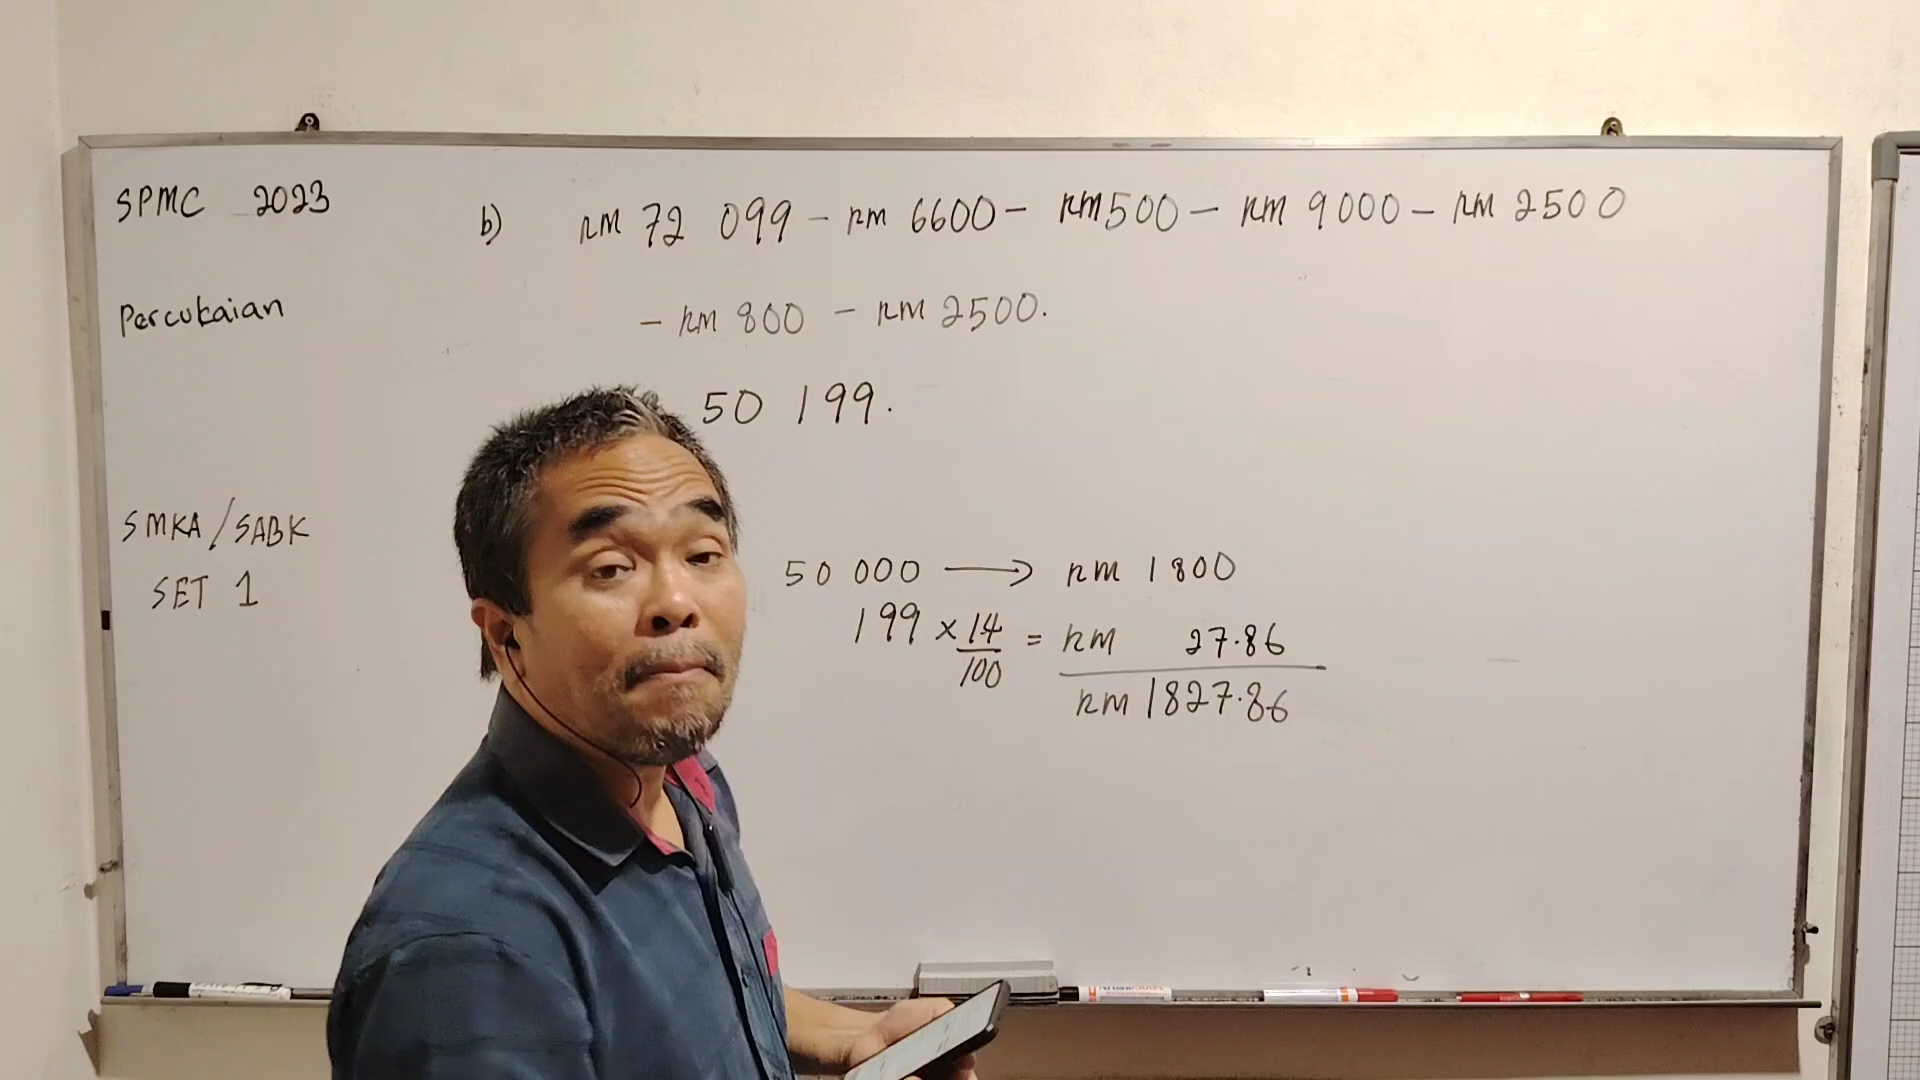 SPMC 2023
Percukaian
SMKA/SABK
SET 1
b) RM 72 099 - RM 6600 - RM 500 - RM 9000 - RM 2500
- RM 800 - RM 2500.
50 199.
50 000 → RM 1800
199 × 14/100 = RM 27.86
RM 1827.86